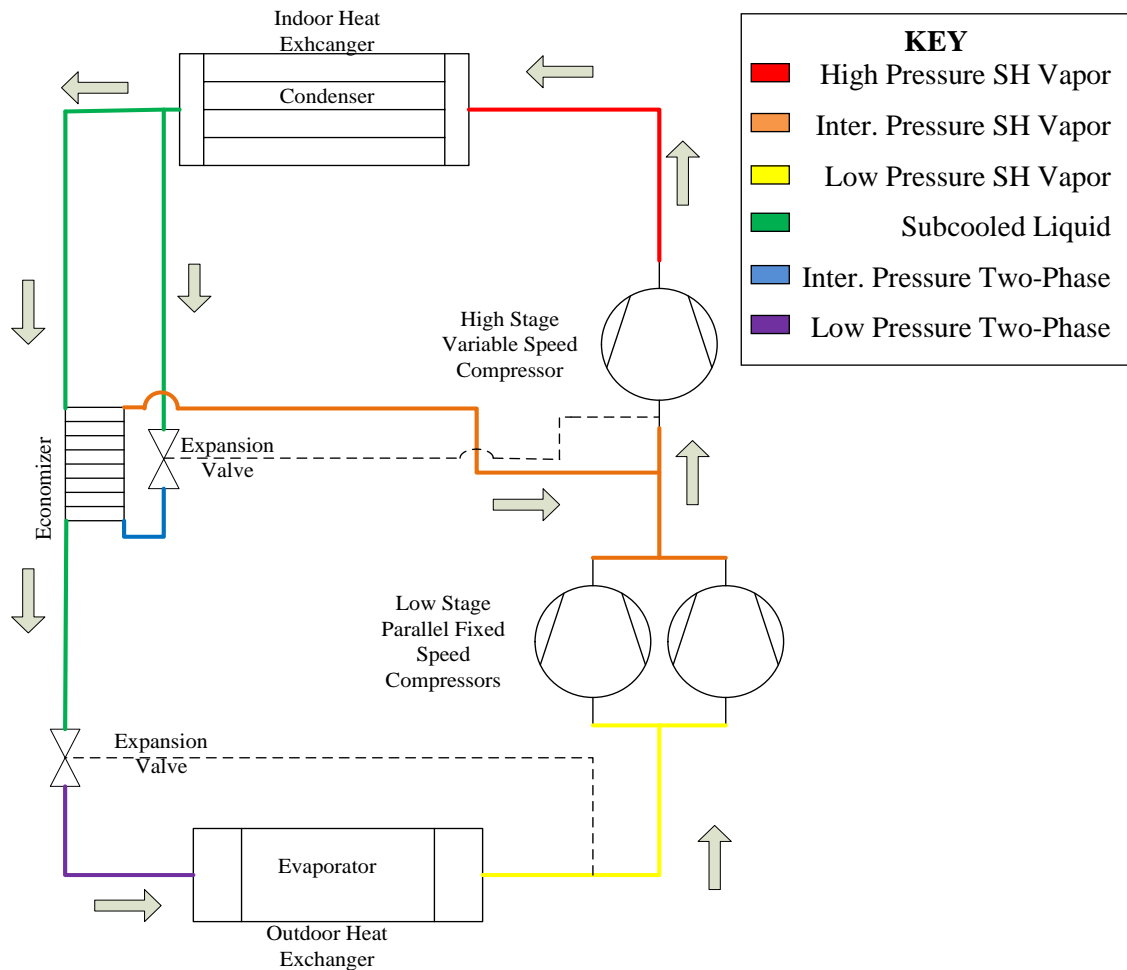 Indoor Heat
Exhcanger
Condenser
KEY
High Pressure SH Vapor
Inter. Pressure SH Vapor
Low Pressure SH Vapor
Subcooled Liquid
Inter. Pressure Two-Phase
Low Pressure Two-Phase
High Stage
Variable Speed
Compressor
Economizer
Expansion
Valve
Low Stage
Parallel Fixed
Speed
Compressors
Expansion
Valve
Evaporator
Outdoor Heat
Exchanger